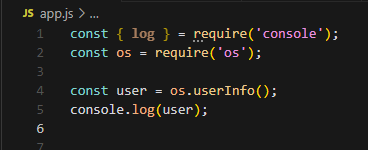 JS app.js > ...
1 const { log } = require('console');
2 const os = require('os');
3
4 const user = os.userInfo();
5 console.log(user);
6